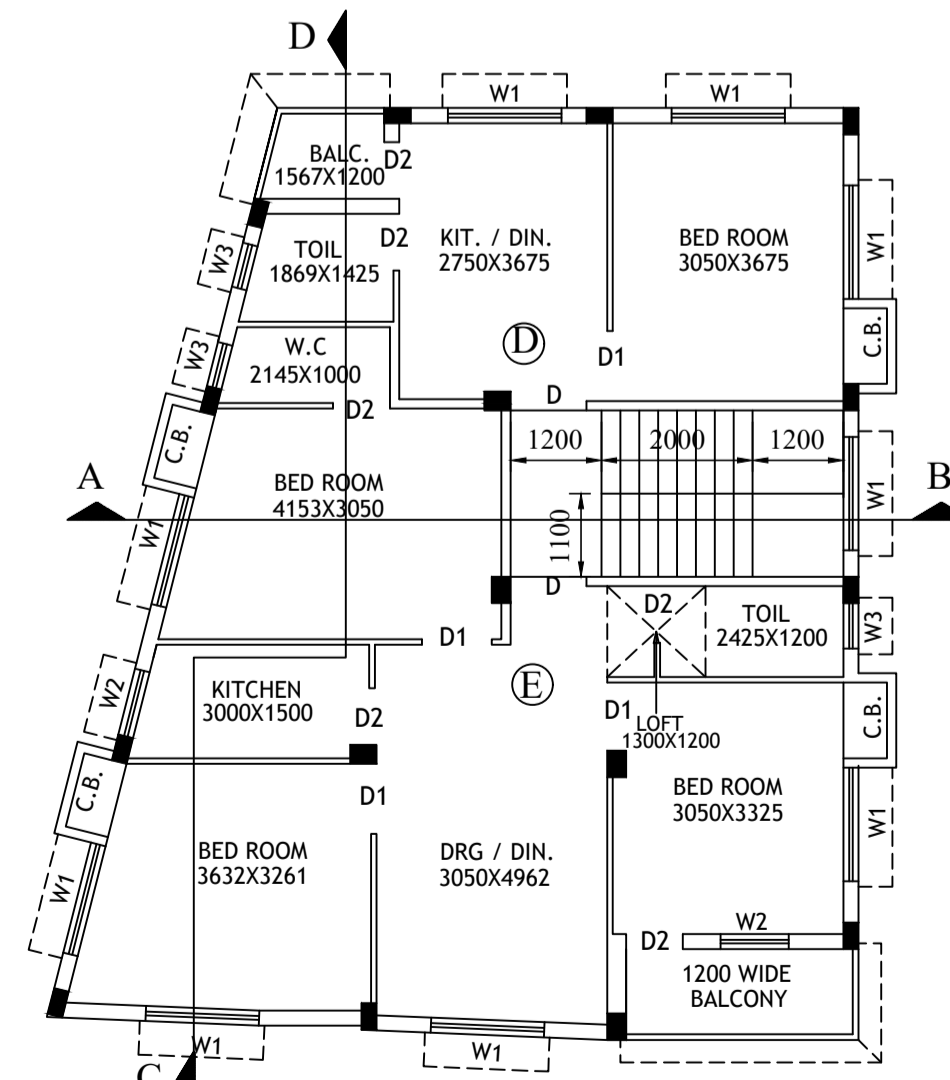 D
W1
W1
BALC.
1567X1200
D2
D2
TOIL
1869X1425
KIT. / DIN.
2750X3675
BED ROOM
3050X3675
W1
W3
W3
W.C
2145X1000
D2
D
D1
C.B.
D
1200
2000
1200
C.B.
BED ROOM
4153X3050
A
B
W1
W1
1100
D
D2
TOIL
2425X1200
W3
D1
W2
KITCHEN
3000X1500
D2
E
D1
LOFT
1300X1200
C.B.
C.B.
D1
BED ROOM
3050X3325
W1
BED ROOM
3632X3261
DRG / DIN.
3050X4962
W1
D2
W2
1200 WIDE
BALCONY
W1
W1
C